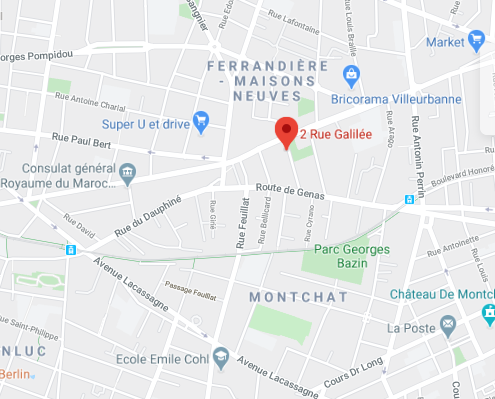 angnier
Rue Lafontaine
Rue Louis Braille
Rue Edo
Market
orges Pompidou
FERRANDIÈRE
- MAISONS
NEUVES
Bricorama Villeurbanne
Rue Antoine Charial
Super U et drive
2 Rue Galilée
Rue Arago
Rue Antonin Perrin
Rue Paul Bert
Consulat général
Royaume du Maroc...
Boulevard Honoré
Route de Genas
Rue du Dauphiné
Rue Girié
Rue Feuillat
Rue Bellicard
Rue Cyrano
Rue David
Parc Georges
Bazin
Rue Antoinette
Rue Louis
Avenue Lacassagne
Passage Feuillat
MONTCHAT
Château De Montch
La Poste
Rue Saint-Philippe
NLUC
Berlin
Ecole Emile Cohl
Avenue Lacassagne
Cours Dr Long